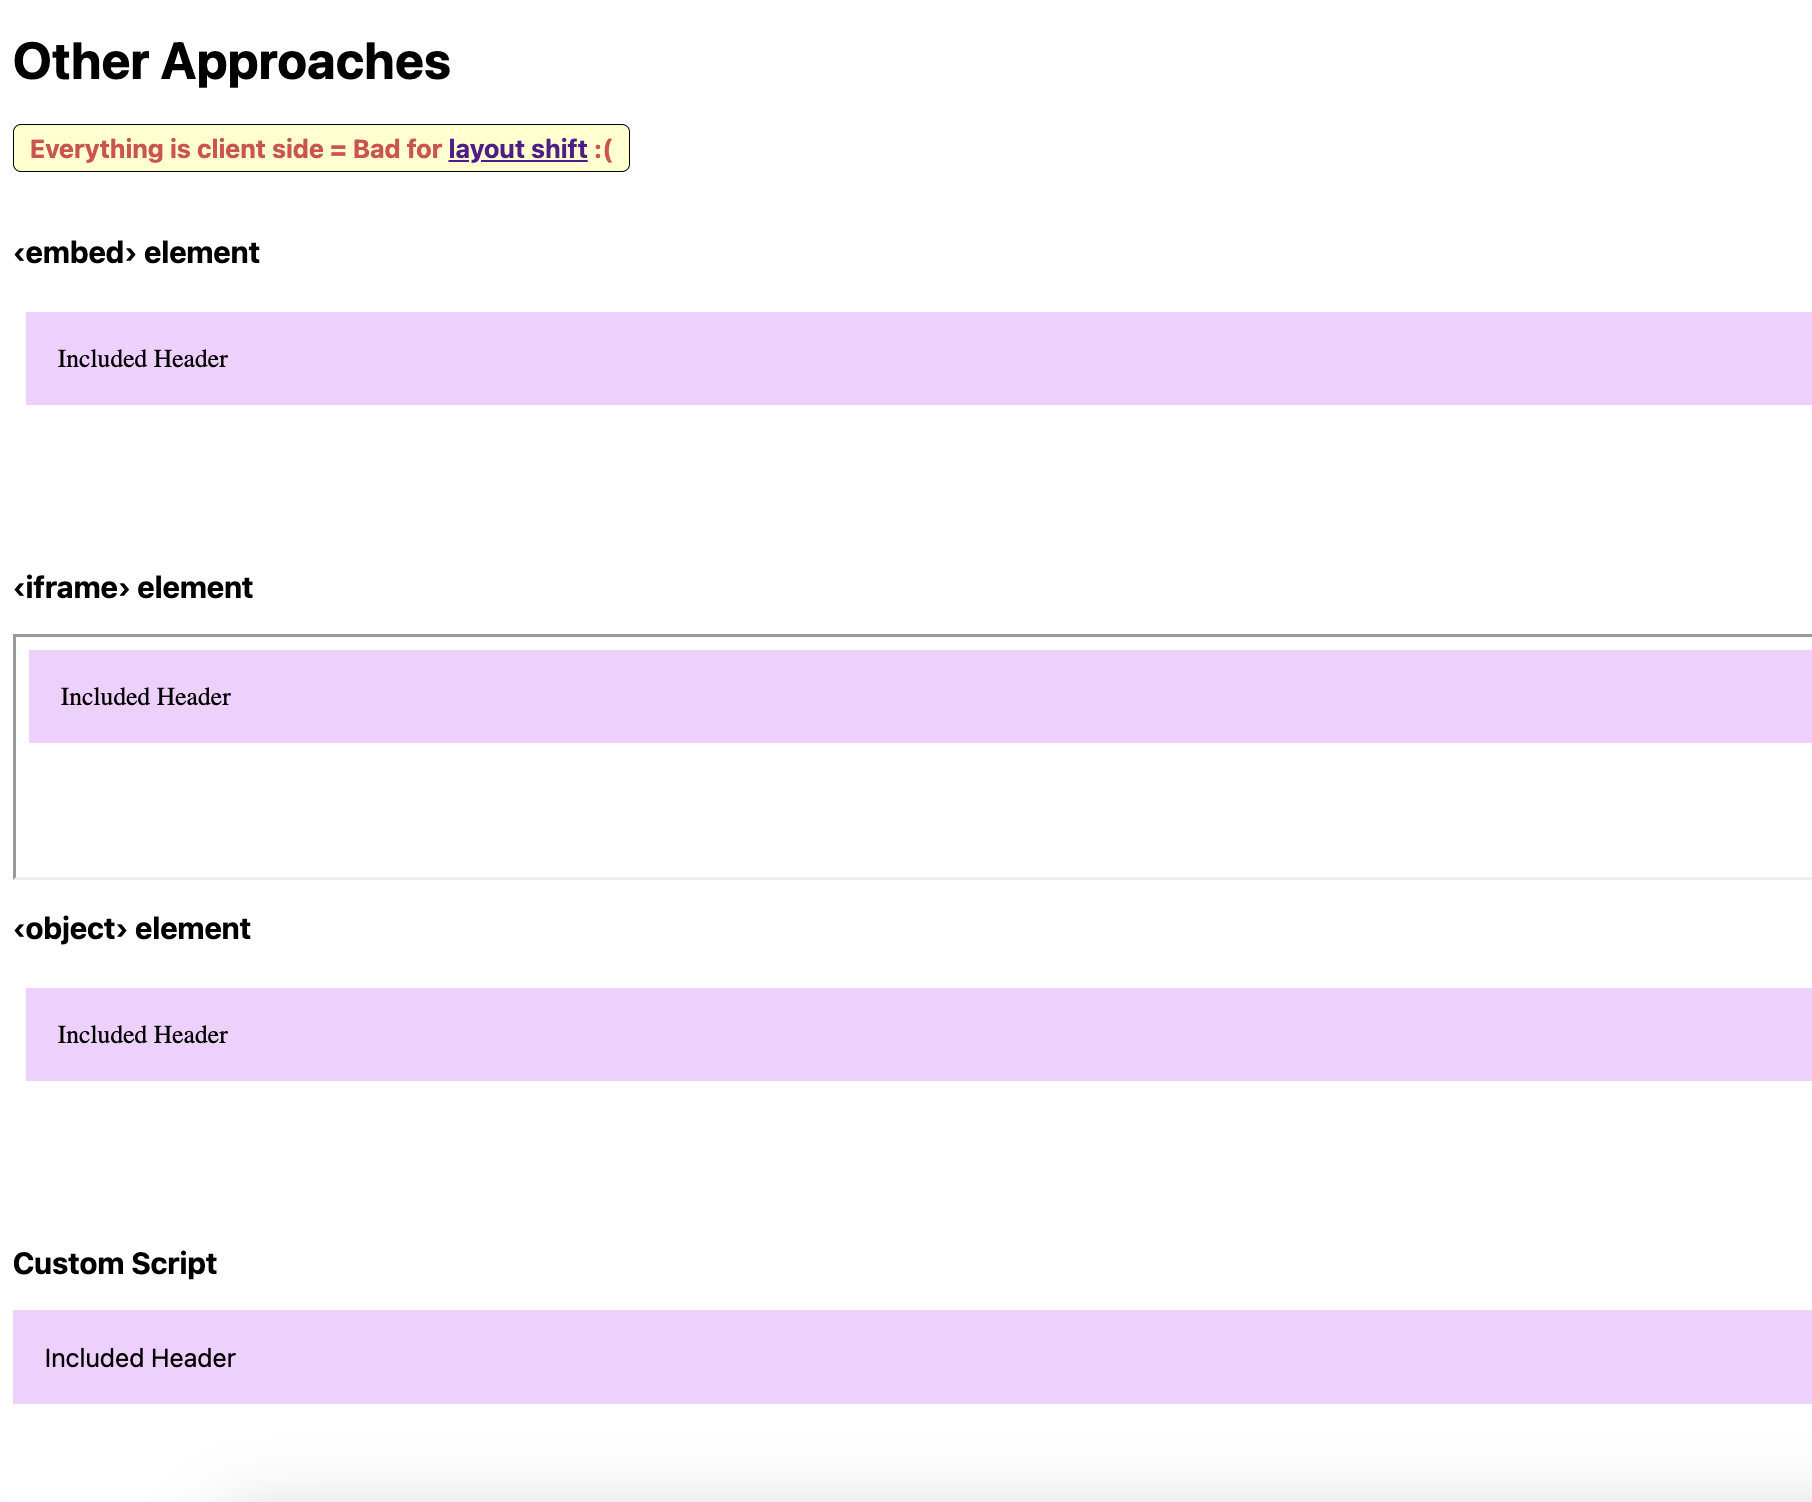 Other Approaches
Everything is client side = Bad for layout shift :(
‹embed› element
Included Header
‹iframe› element
Included Header
‹object› element
Included Header
Custom Script
Included Header